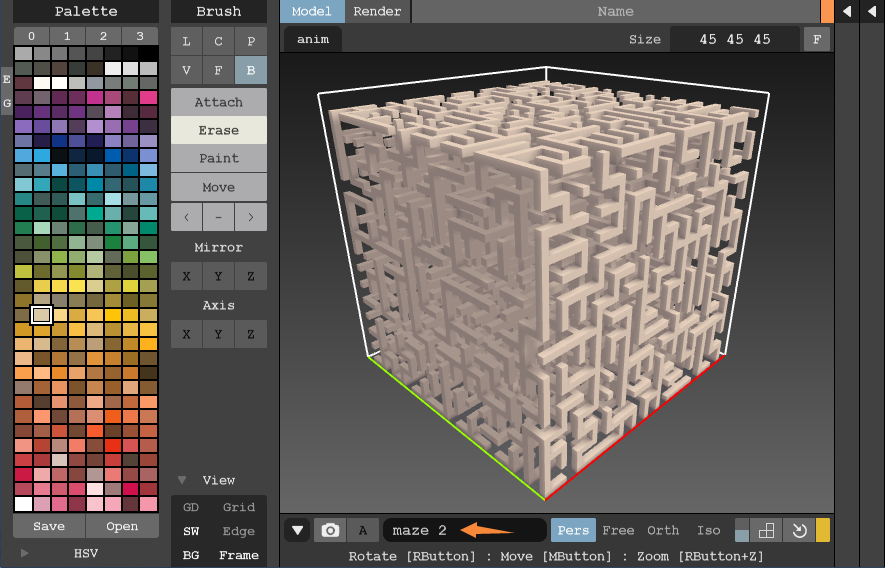 Palette
0 1 2 3
E
G
Save Open
HSV
Brush
L C P
V F B
Attach
Erase
Paint
Move
< - >
Mirror
X Y Z
Axis
X Y Z
View
GD Grid
SW Edge
BG Frame
Model Render Name
anim Size 45 45 45 F
A maze 2 Pers Free Orth Iso
Rotate [RButton] : Move [MButton] : Zoom [RButton+Z]